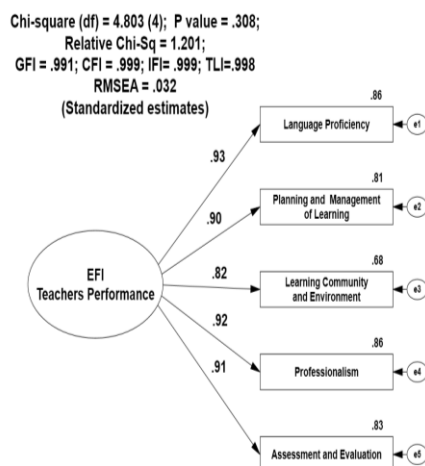 Chi-square (df) = 4.803 (4); P value = .308;
Relative Chi-Sq = 1.201;
GFI = .991; CFI = .999; IFI= .999; TLI=.998
RMSEA = .032
(Standardized estimates)
.86
Language Proficiency
e1
.93
.81
Planning and Management
of Learning
e2
.90
.68
Learning Community
and Environment
e3
.82
EFI
Teachers Performance
.92
.86
Professionalism
e4
.91
.83
Assessment and Evaluation
e5